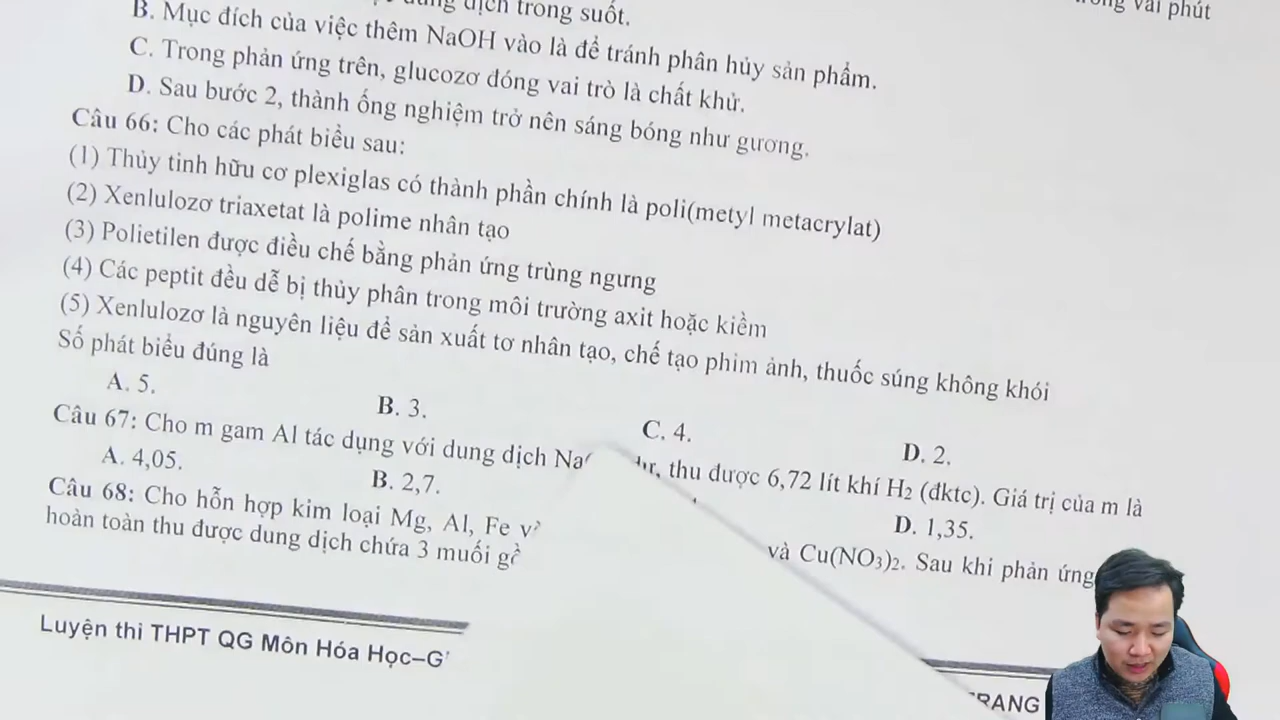 dịch trong suốt.
vài phút
B. Mục đích của việc thêm NaOH vào là để tránh phân hủy sản phẩm.
C. Trong phản ứng trên, glucozơ đóng vai trò là chất khử.
D. Sau bước 2, thành ống nghiệm trở nên sáng bóng như gương.
Câu 66: Cho các phát biểu sau:
(1) Thủy tinh hữu cơ plexiglas có thành phần chính là poli(metyl metacrylat)
(2) Xenlulozơ triaxetat là polime nhân tạo
(3) Polietilen được điều chế bằng phản ứng trùng ngưng
(4) Các peptit đều dễ bị thủy phân trong môi trường axit hoặc kiềm
(5) Xenlulozơ là nguyên liệu để sản xuất tơ nhân tạo, chế tạo phim ảnh, thuốc súng không khói
Số phát biểu đúng là
A. 5. B. 3. C. 4. D. 2.
Câu 67: Cho m gam Al tác dụng với dung dịch thu được 6,72 lít khí H₂ (đktc). Giá trị của m là
A. 4,05. B. 2,7. D. 1,35.
Câu 68: Cho hỗn hợp kim loại Mg, Al, Fe và Cu(NO₃)₂. Sau khi phản ứng
hoàn toàn thu được dung dịch chứa 3 muối
Luyện thi THPT QG Môn Hóa Học–G
TRANG